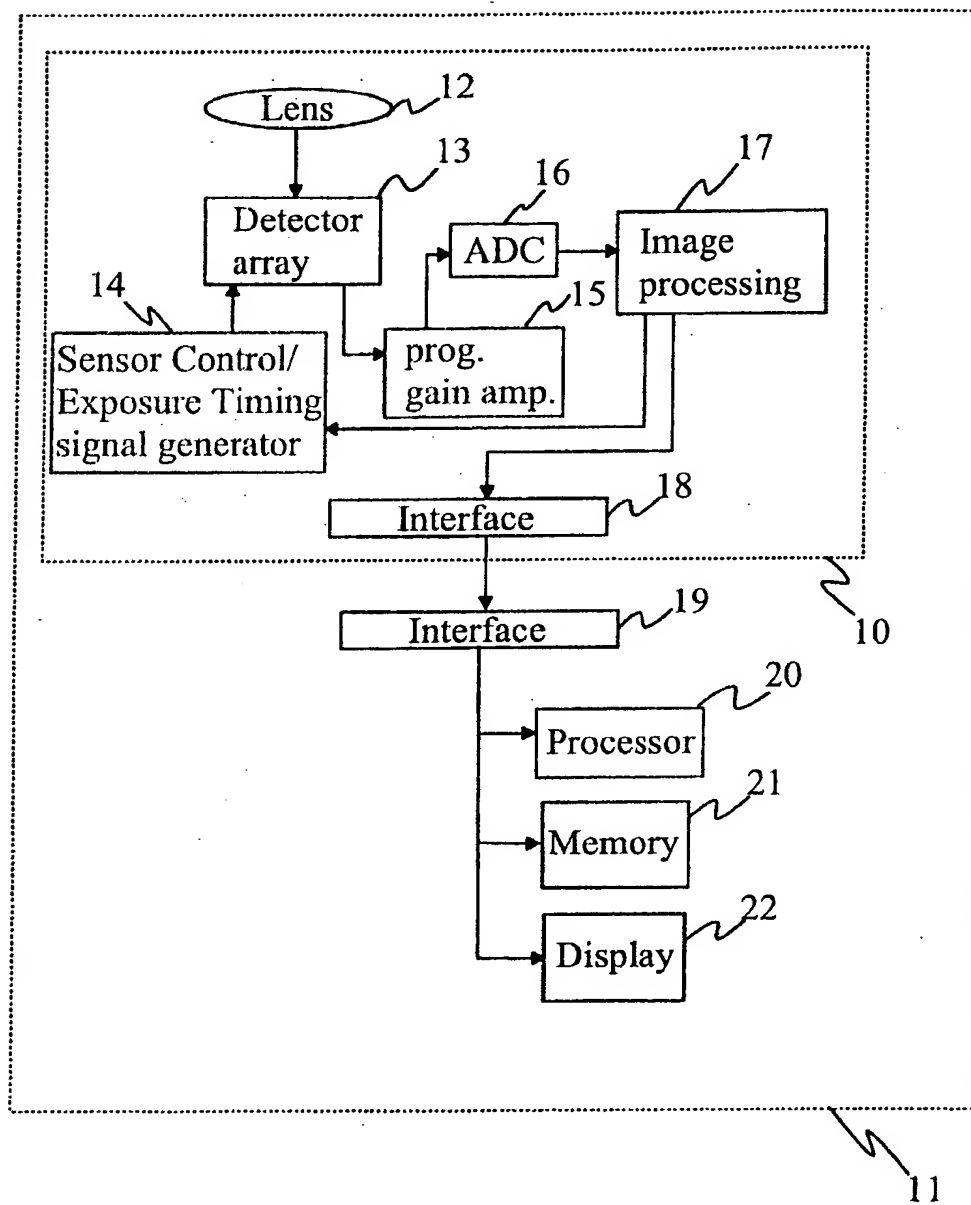 12
Lens
13
17
16
Detector
array
ADC
Image
processing
14
15
Sensor Control/
Exposure Timing
signal generator
prog.
gain amp.
18
Interface
19
Interface
10
20
Processor
21
Memory
22
Display
11